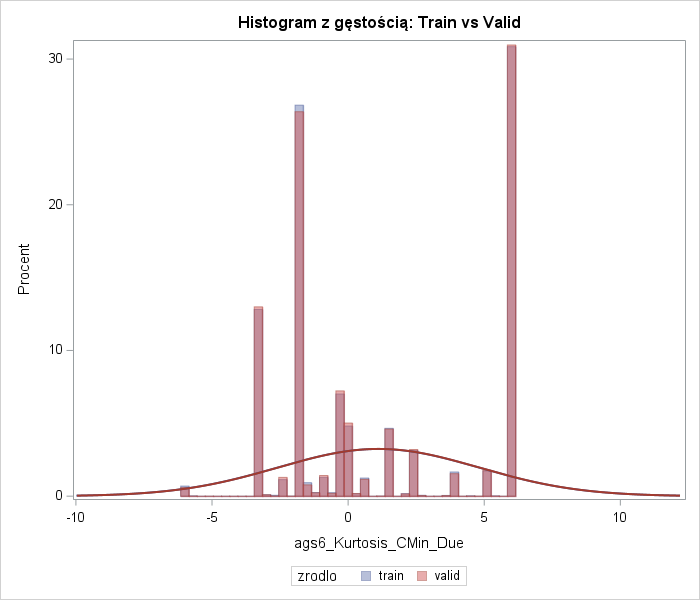 Histogram z gęstością: Train vs Valid
Procent
30
20
10
0
-10 -5 0 5 10
ags6_Kurtosis_CMin_Due
zrodlo train valid